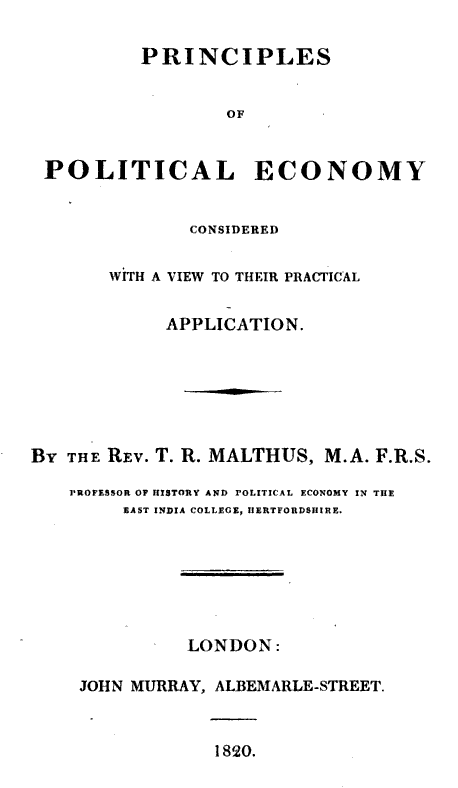 PRINCIPLES
OF
POLITICAL ECONOMY
CONSIDERED
WITH A VIEW TO THEIR PRACTICAL
APPLICATION.
BY THE REV. T. R. MALTHUS, M.A. F.R.S.
PROFESSOR OF HISTORY AND POLITICAL ECONOMY IN THE
EAST INDIA COLLEGE, HERTFORDSHIRE.
LONDON:
JOHN MURRAY, ALBEMARLE-STREET.
1820.